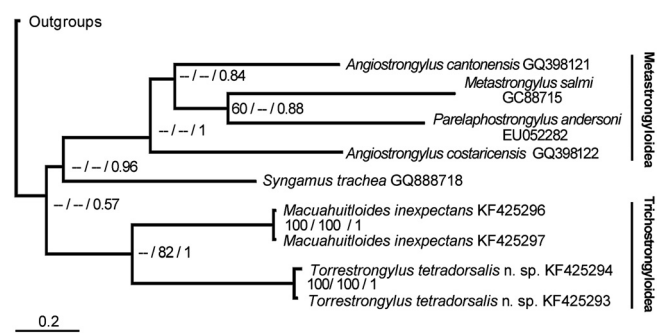 Outgroups
Angiostrongylus cantonensis GQ398121
-- / -- / 0.84
Metastrongylus salmi
GC88715
60 / -- / 0.88
Parelaphostrongylus andersoni
EU052282
-- / -- / 1
Angiostrongylus costaricensis GQ398122
-- / -- / 0.96
Syngamus trachea GQ888718
-- / -- / 0.57
Macuahuitloides inexpectans KF425296
100 / 100 / 1
Macuahuitloides inexpectans KF425297
-- / 82 / 1
Torrestrongylus tetradorsalis n. sp. KF425294
100/ 100 / 1
Torrestrongylus tetradorsalis n. sp. KF425293
0.2
Metastrongyloidea
Trichostrongyloidea